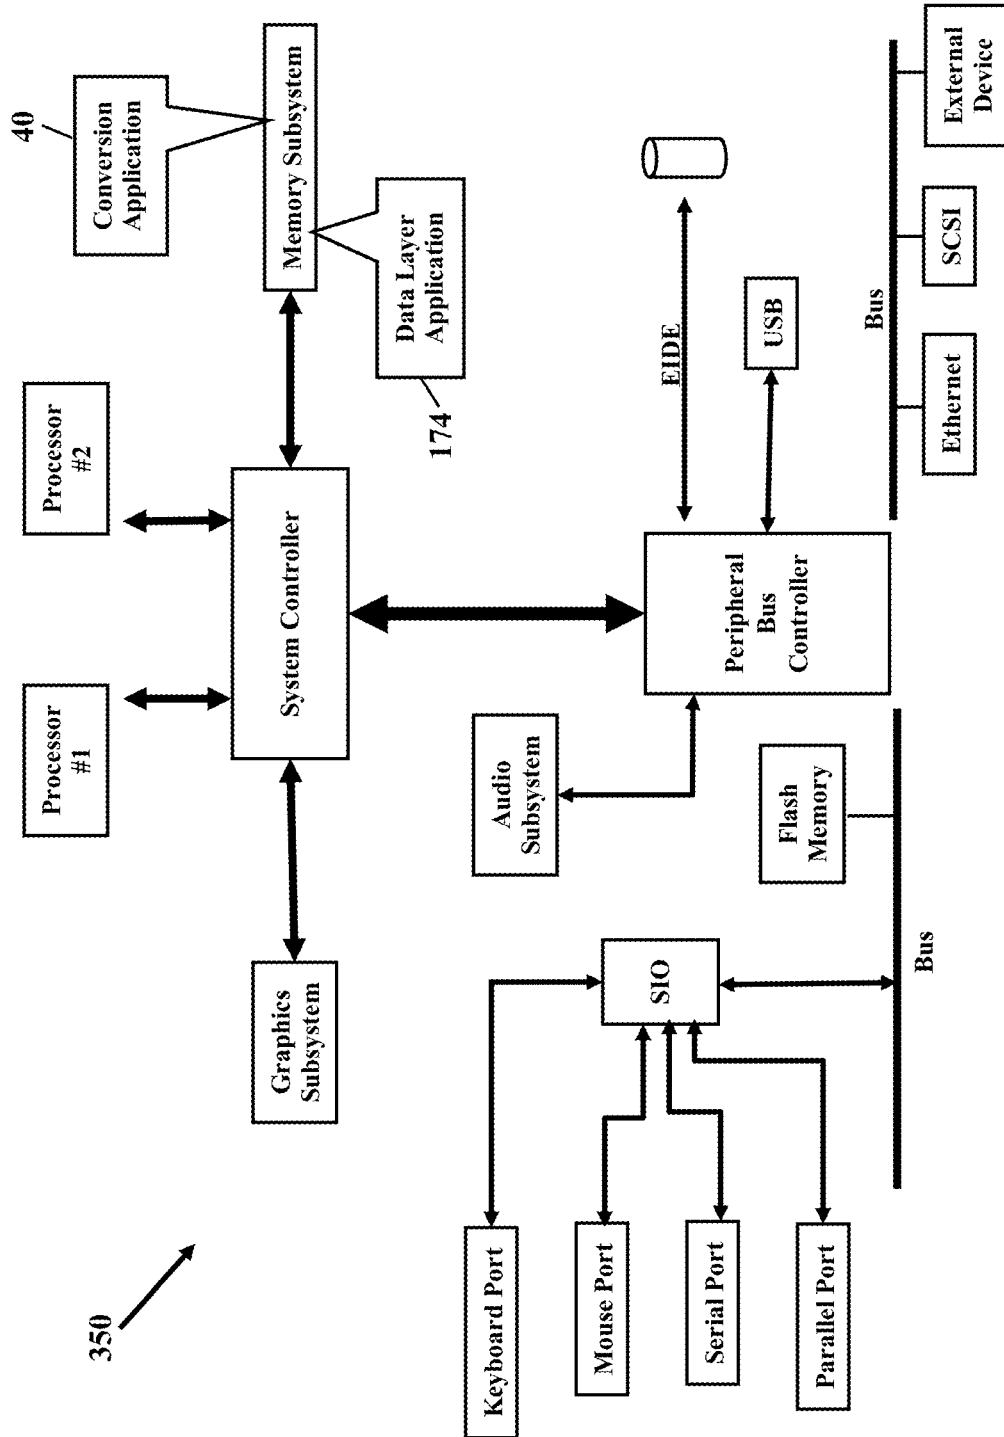 350
Graphics
Subsystem
Processor
#1
Processor
#2
System Controller
Conversion
Application
40
Memory Subsystem
Data Layer
Application
174
Keyboard Port
Mouse Port
Serial Port
Parallel Port
SIO
Audio
Subsystem
Flash
Memory
Bus
Peripheral
Bus
Controller
EIDE
USB
Bus
Ethernet
SCSI
External
Device